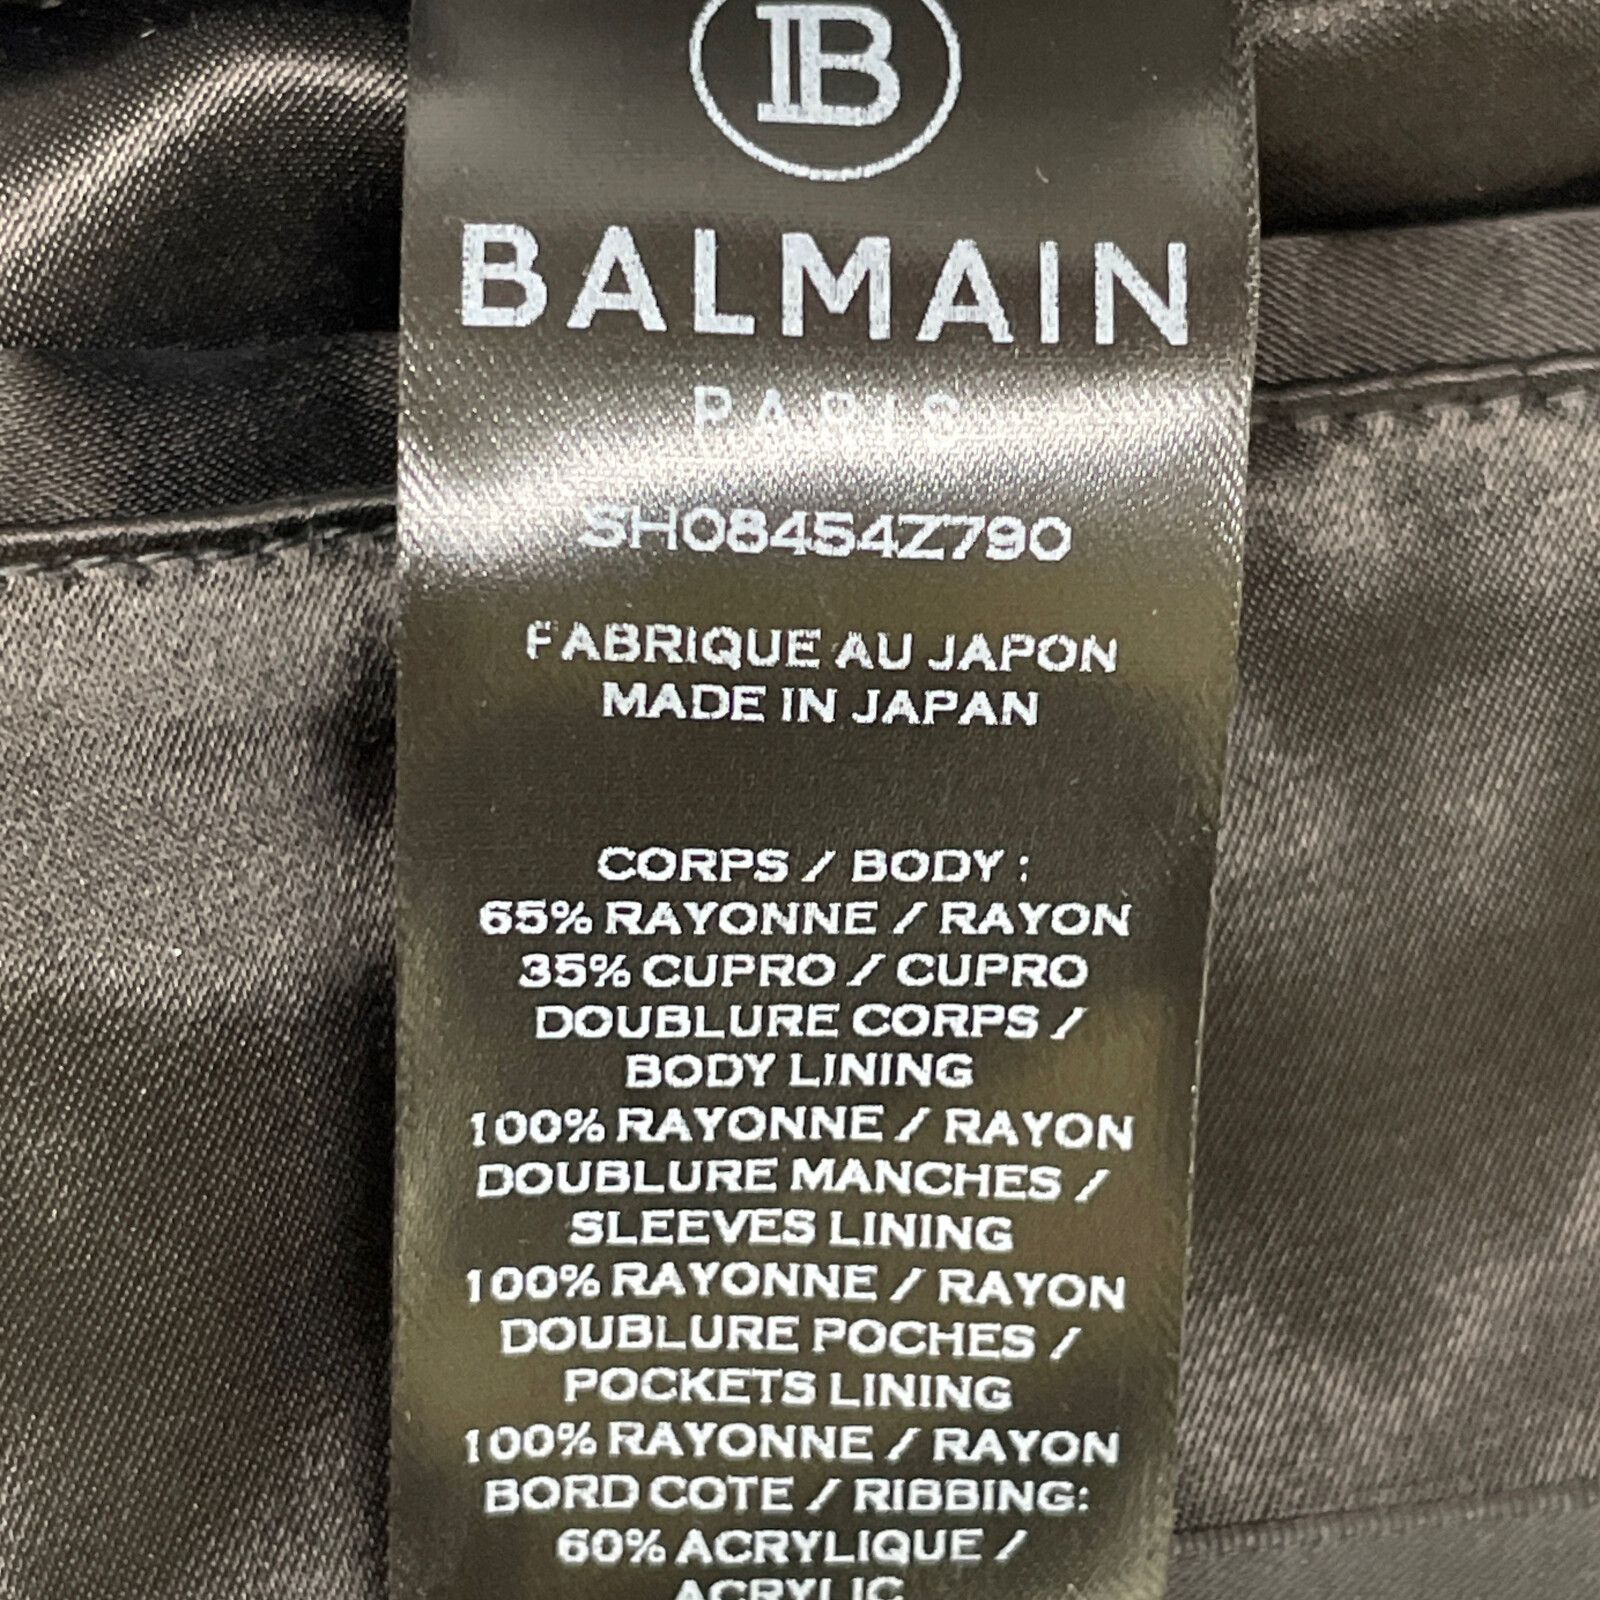 B
BALMAIN
PARIS
SH08454Z790
FABRIQUE AU JAPON
MADE IN JAPAN
CORPS / BODY :
65% RAYONNE / RAYON
35% CUPRO / CUPRO
DOUBLURE CORPS /
BODY LINING
100% RAYONNE / RAYON
DOUBLURE MANCHES /
SLEEVES LINING
100% RAYONNE / RAYON
DOUBLURE POCHES /
POCKETS LINING
100% RAYONNE / RAYON
BORD COTE / RIBBING:
60% ACRYLIQUE /
ACRYLIC